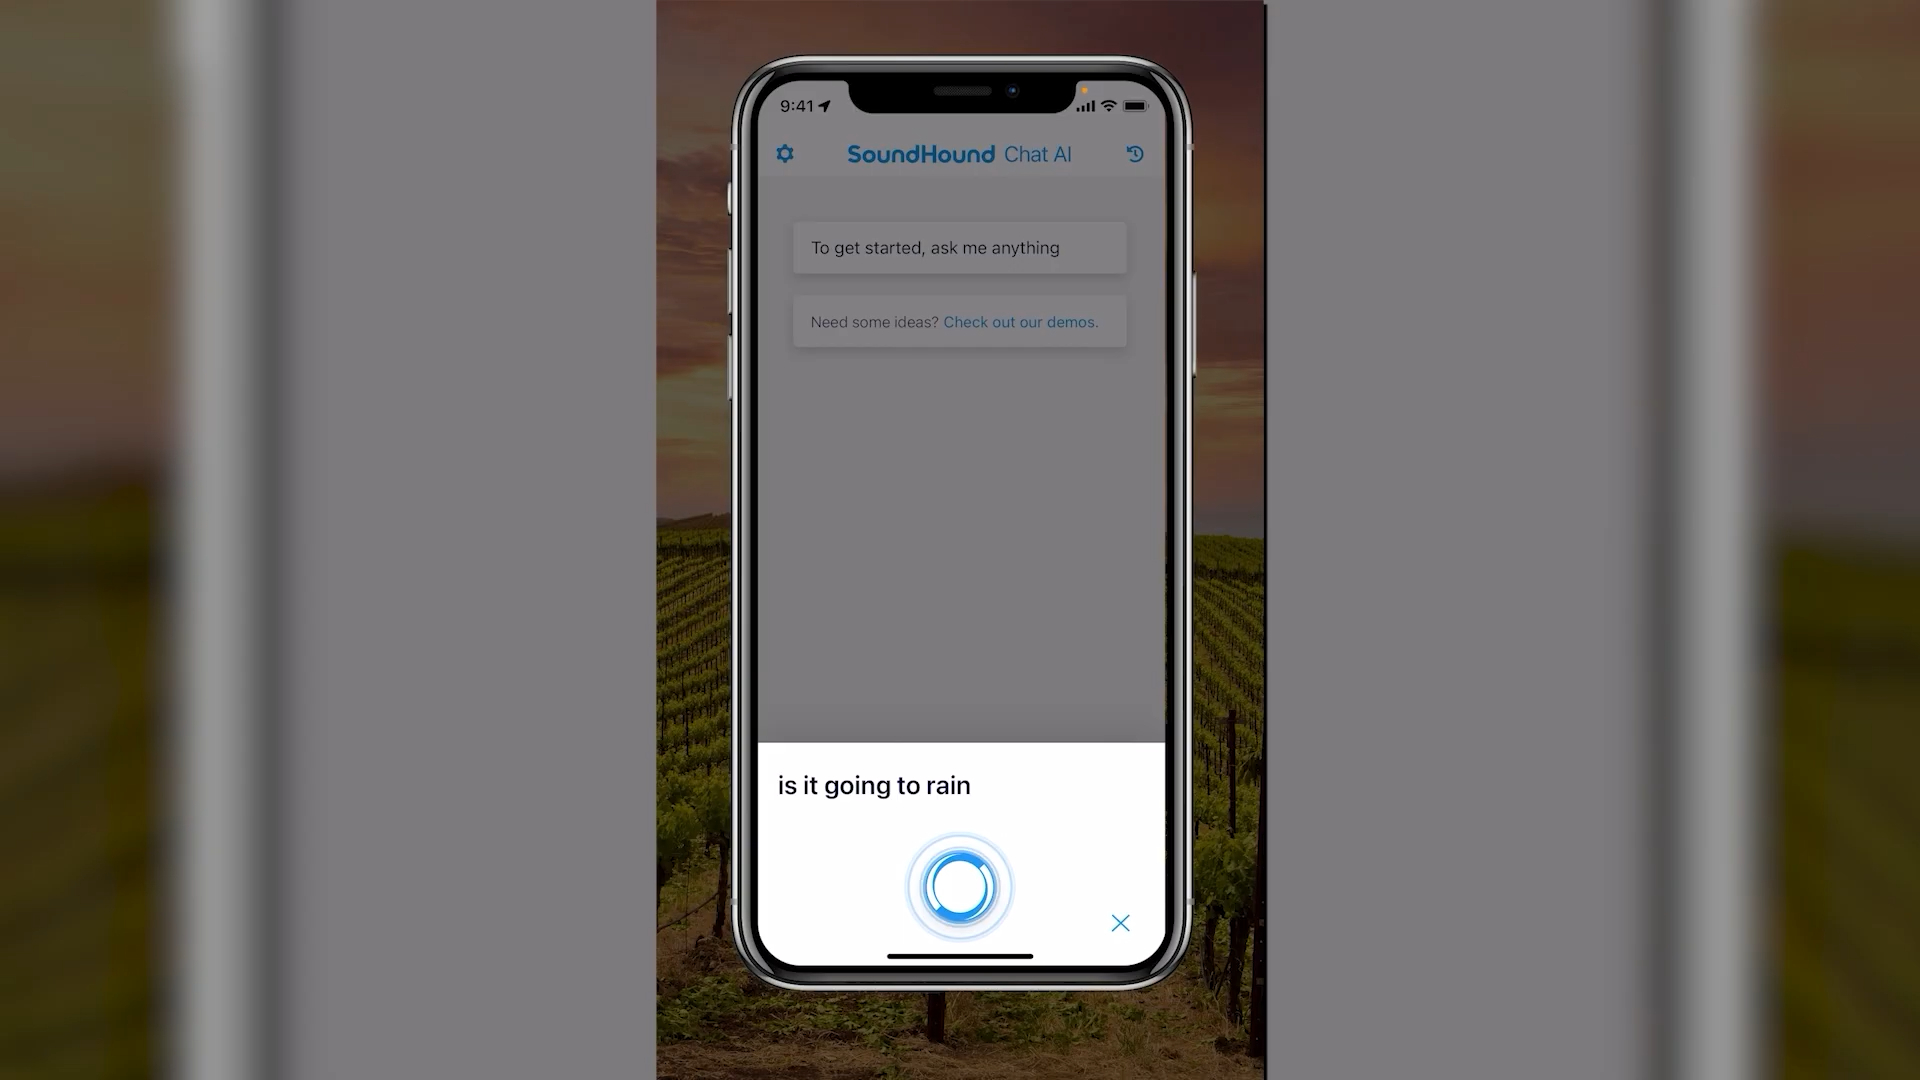 9:41
SoundHound Chat AI
To get started, ask me anything
Need some ideas? Check out our demos.
is it going to rain